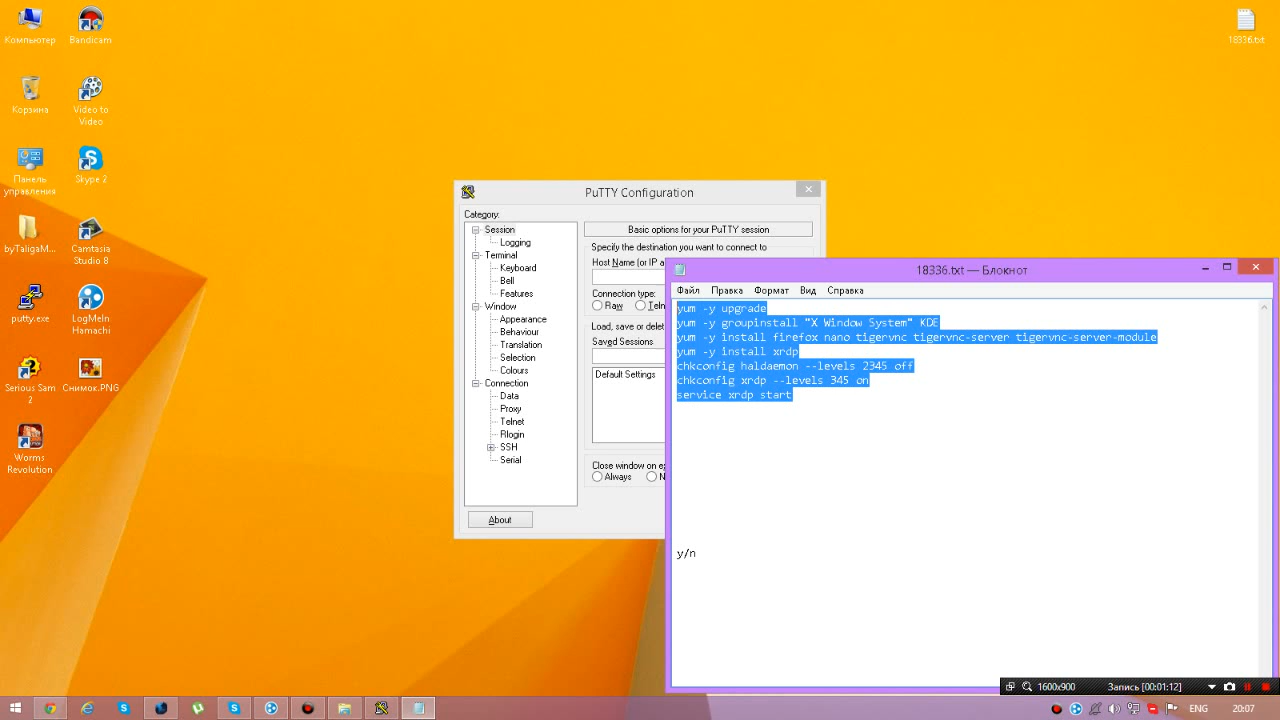 Компьютер
Bandicam
18336.txt
Корзина
Video to
Video
Панель
управления
Skype 2
byTaligaM...
Camtasia
Studio 8
putty.exe
LogMeIn
Hamachi
Serious Sam
2
Снимок.PNG
Worms
Revolution
PuTTY Configuration
Category:
Session
Logging
Terminal
Keyboard
Bell
Features
Window
Appearance
Behaviour
Translation
Selection
Colours
Connection
Data
Proxy
Telnet
Rlogin
SSH
Serial
About
Basic options for your PuTTY session
Specify the destination you want to connect to
Host Name (or IP a
Connection type:
Raw Teln
Load, save or delet
Saved Sessions
Default Settings
Close window on e
Always N
18336.txt — Блокнот
Файл Правка Формат Вид Справка
yum -y upgrade
yum -y groupinstall "X Window System" KDE
yum -y install firefox nano tigervnc tigervnc-server tigervnc-server-module
yum -y install xrdp
chkconfig haldaemon --levels 2345 off
chkconfig xrdp --levels 345 on
service xrdp start
y/n
1600x900 Запись [00:01:12]
ENG 20:07